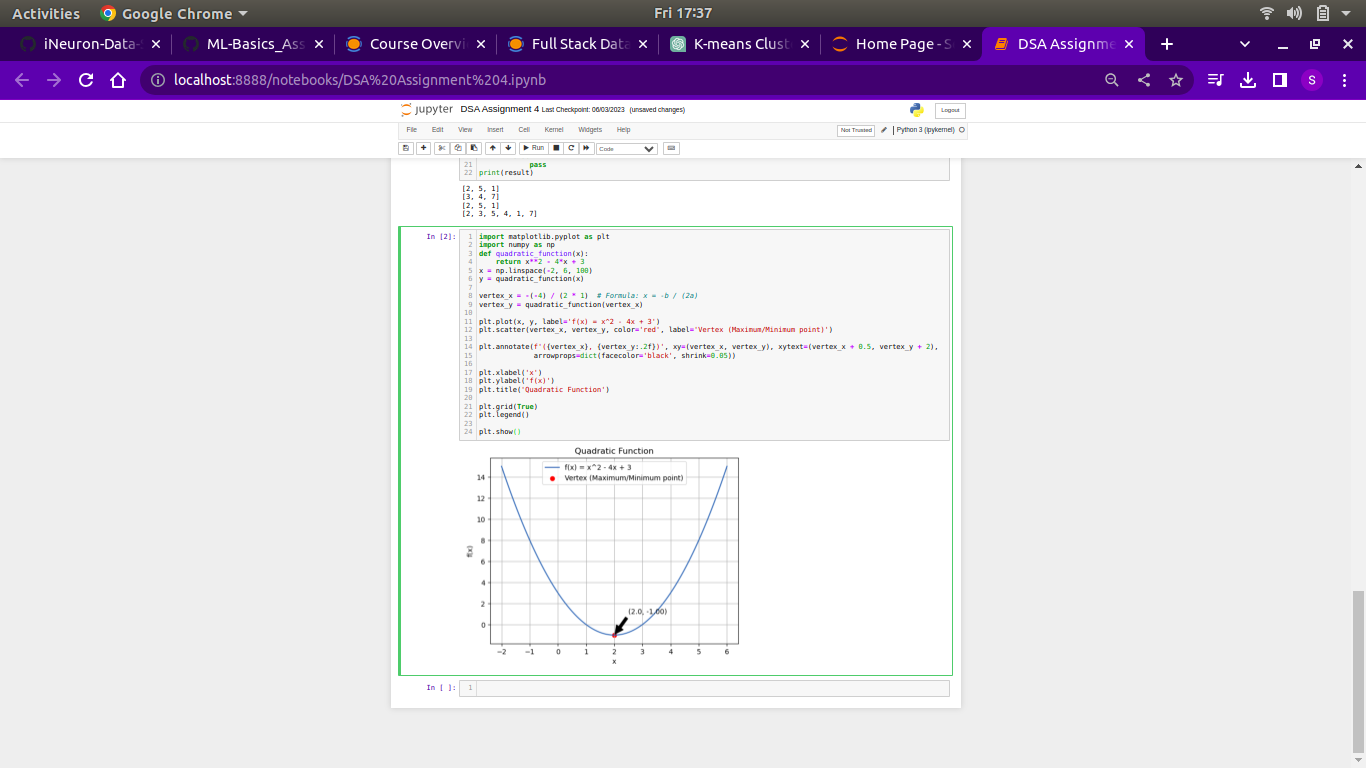 Activities Google Chrome Fri 17:37
iNeuron-Data- ML-Basics_Ass Course Overvi Full Stack Data K-means Clust Home Page - S DSA Assignme
localhost:8888/notebooks/DSA%20Assignment%204.ipynb S
jupyter DSA Assignment 4 Last Checkpoint: 06/03/2023 (unsaved changes) Logout
File Edit View Insert Cell Kernel Widgets Help Not Trusted Python 3 (ipykernel)
Run Code
21 pass
22 print(result)
[2, 5, 1]
[3, 4, 7]
[2, 5, 1]
[2, 3, 5, 4, 1, 7]
In [2]: 1 import matplotlib.pyplot as plt
2 import numpy as np
3 def quadratic_function(x):
4 return x**2 - 4*x + 3
5 x = np.linspace(-2, 6, 100)
6 y = quadratic_function(x)
7
8 vertex_x = -(-4) / (2 * 1) # Formula: x = -b / (2a)
9 vertex_y = quadratic_function(vertex_x)
10
11 plt.plot(x, y, label='f(x) = x^2 - 4x + 3')
12 plt.scatter(vertex_x, vertex_y, color='red', label='Vertex (Maximum/Minimum point)')
13
14 plt.annotate(f'({vertex_x}, {vertex_y:.2f})', xy=(vertex_x, vertex_y), xytext=(vertex_x + 0.5, vertex_y + 2),
15 arrowprops=dict(facecolor='black', shrink=0.05))
16
17 plt.xlabel('x')
18 plt.ylabel('f(x)')
19 plt.title('Quadratic Function')
20
21 plt.grid(True)
22 plt.legend()
23
24 plt.show()
Quadratic Function
f(x) = x^2 - 4x + 3
Vertex (Maximum/Minimum point)
14
12
10
8
f(x)
6
4
2
(2.0, -1.00)
0
−2 −1 0 1 2 3 4 5 6
x
In [ ]: 1